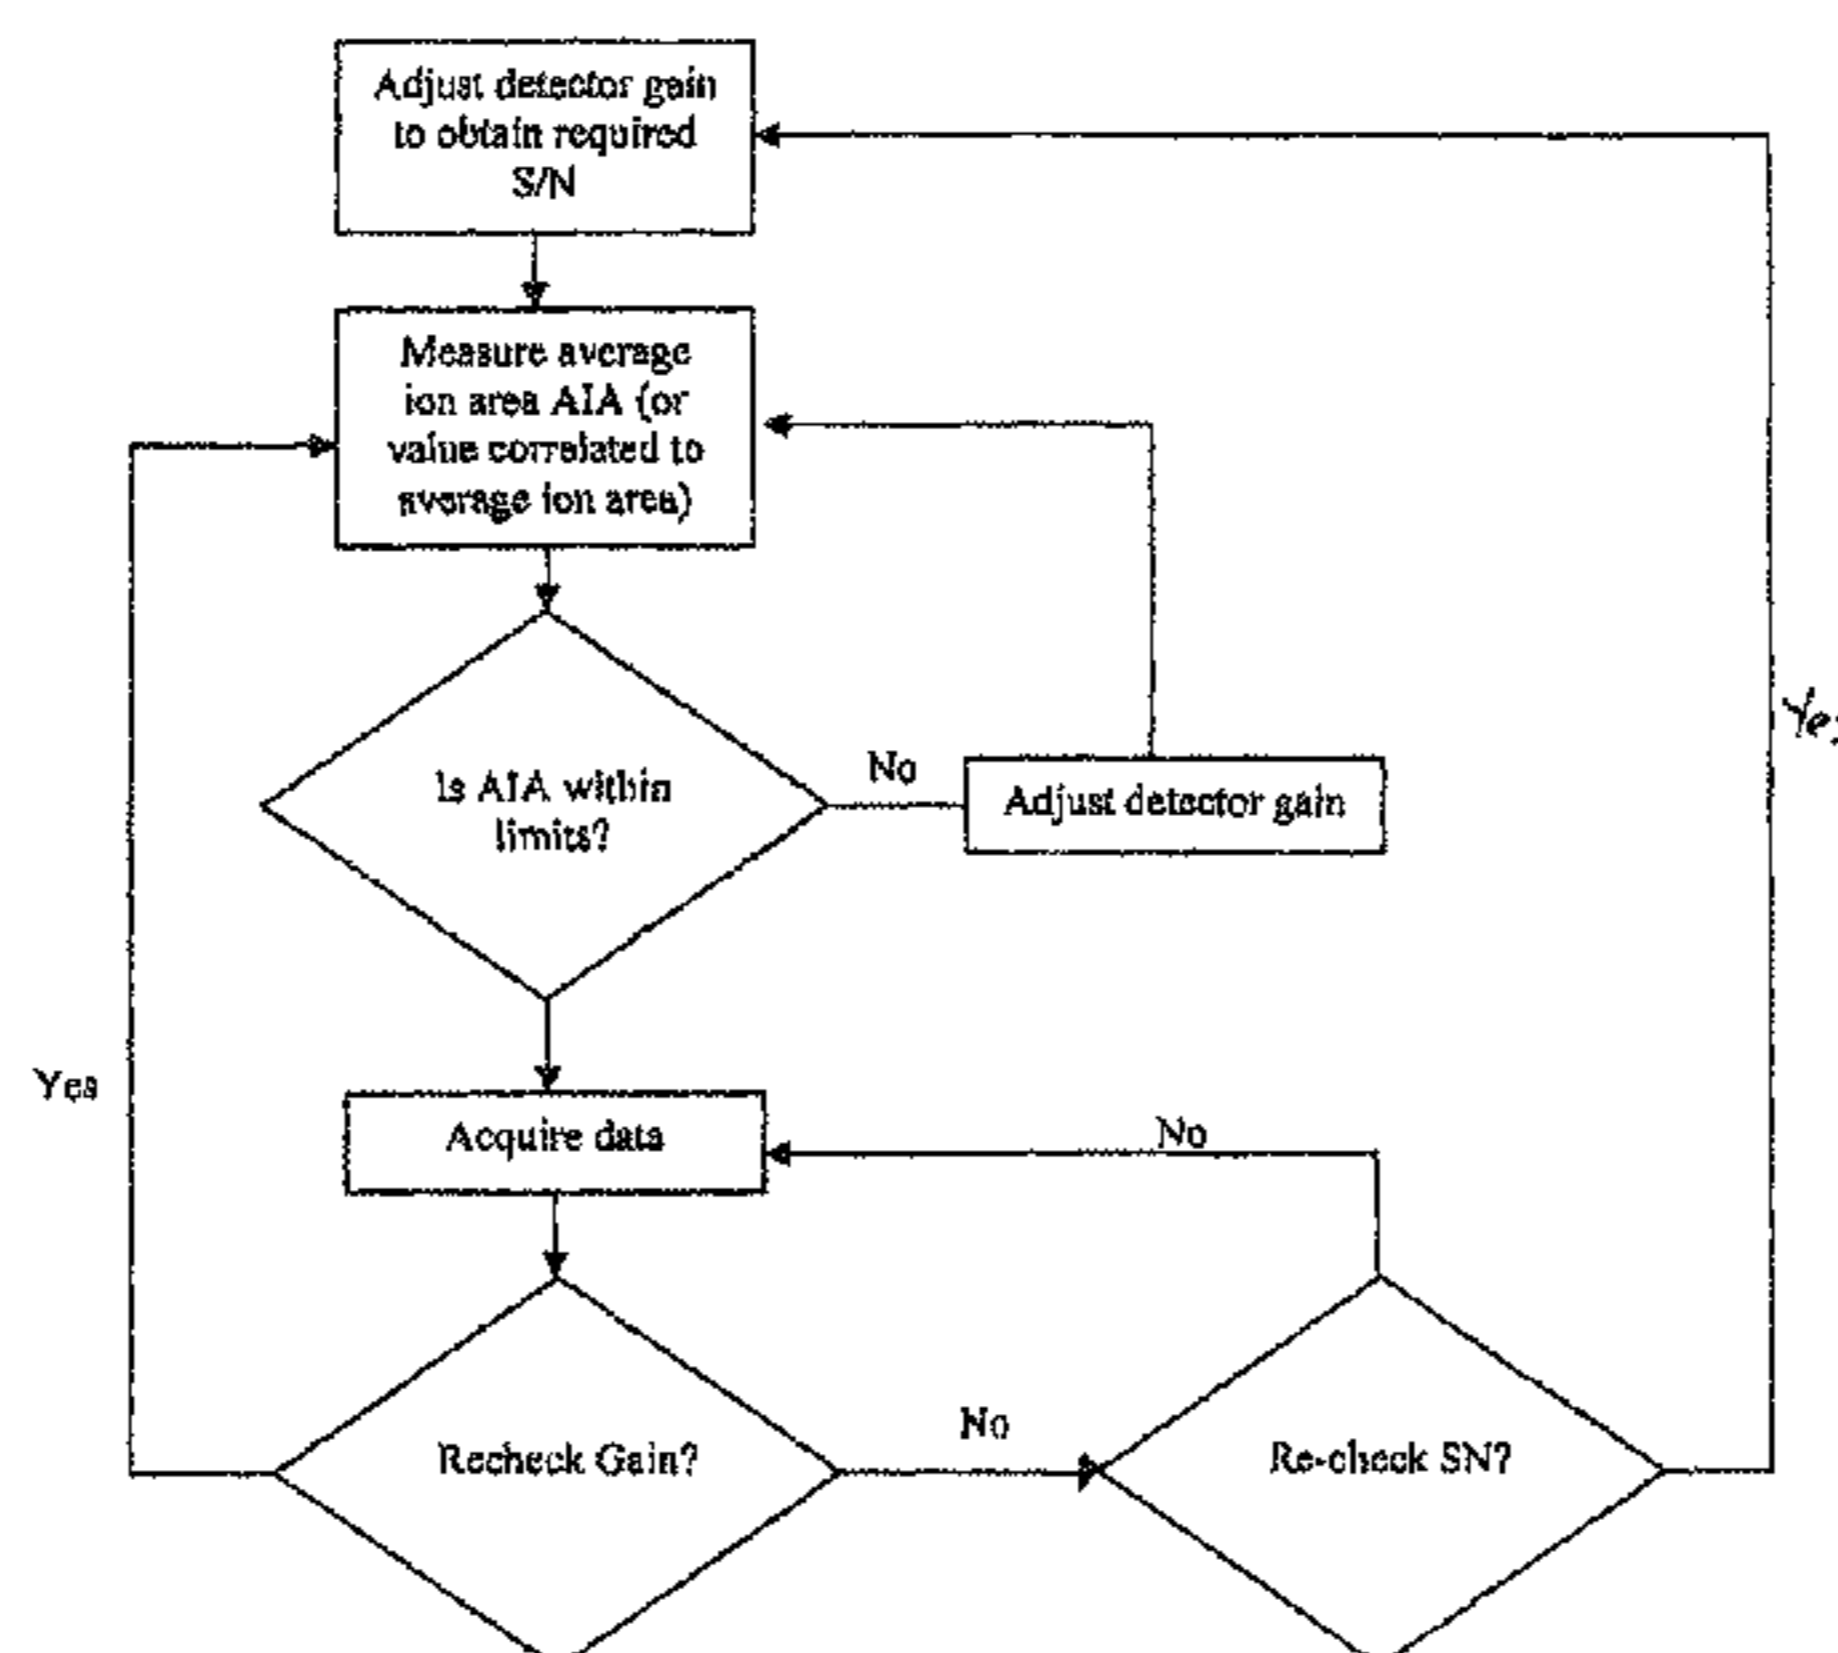 Adjust detector gain
to obtain required
S/N
Measure average
ion area AIA (or
value correlated to
average ion area)
Is AIA within
limits?
No
Adjust detector gain
Yes
Yes
Acquire data
No
Recheck Gain?
No
Re-check SN?